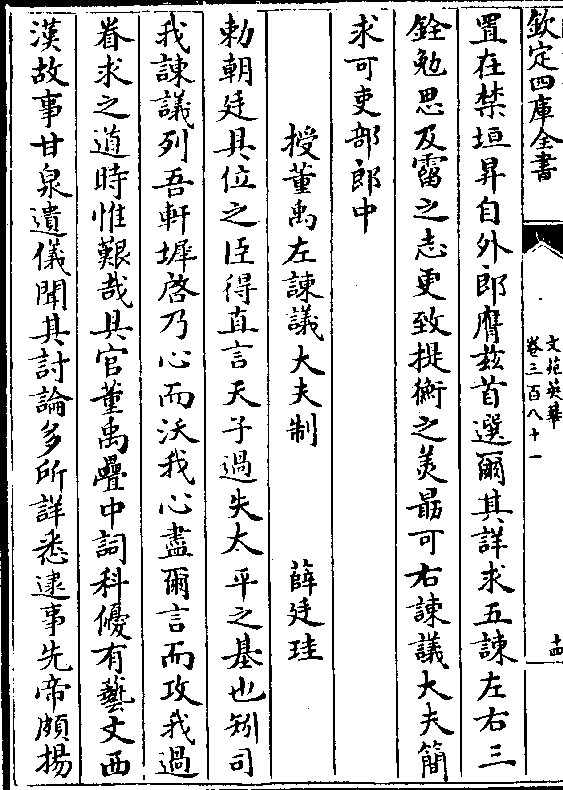 欽定四庫全書
文苑英華
卷三百八十一
十四
置在禁垣昇自外郎膺兹首選爾其詳求五諫左右三
銓勉思及霤之志更致提衡之美朂可右諫議大夫簡
求可吏部郎中
授董禹左諫議大夫制 薛廷珪
勅朝廷具位之臣得直言天子過失太平之基也矧司
我諫議列吾軒墀啓乃心而沃我心盡爾言而攻我過
眷求之道時惟艱哉具官董禹疊中詞科優有藝文西
漢故事甘泉遺儀聞其討論多所詳悉逮事先帝頗揚